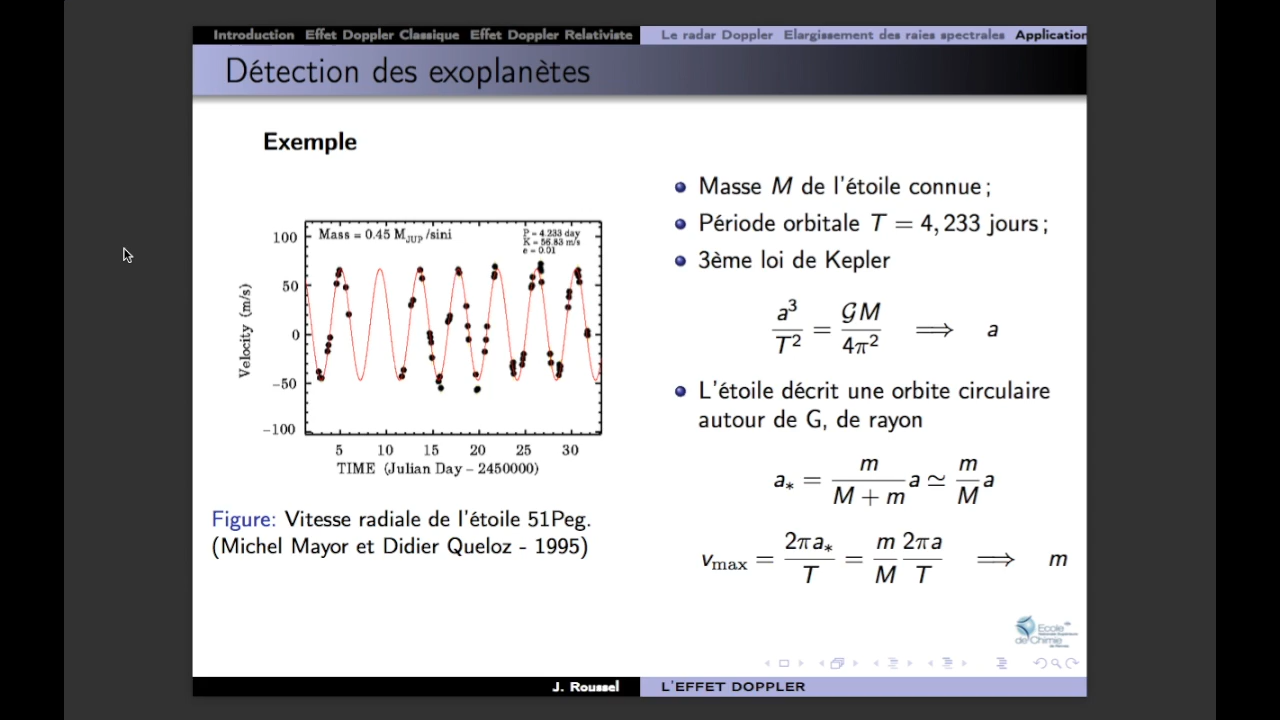 Introduction Effet Doppler Classique Effet Doppler Relativiste Le radar Doppler Elargissement des raies spectrales Application
Détection des exoplanètes
Exemple
Mass = 0.45 M_JUP /sini
P = 4.233 day
K = 56.83 m/s
e = 0.01
100
50
0
−50
−100
Velocity (m/s)
5 10 15 20 25 30
TIME (Julian Day − 2450000)
Figure: Vitesse radiale de l'étoile 51Peg.
(Michel Mayor et Didier Queloz - 1995)
Masse M de l'étoile connue ;
Période orbitale T = 4, 233 jours ;
3ème loi de Kepler
a³/T² = 𝒢M/4π² ⟹ a
L'étoile décrit une orbite circulaire
autour de G, de rayon
a∗ = m/(M + m) a ≃ m/M a
v_max = 2πa∗/T = m/M 2πa/T ⟹ m
Ecole
de Chimie
J. Roussel L'EFFET DOPPLER